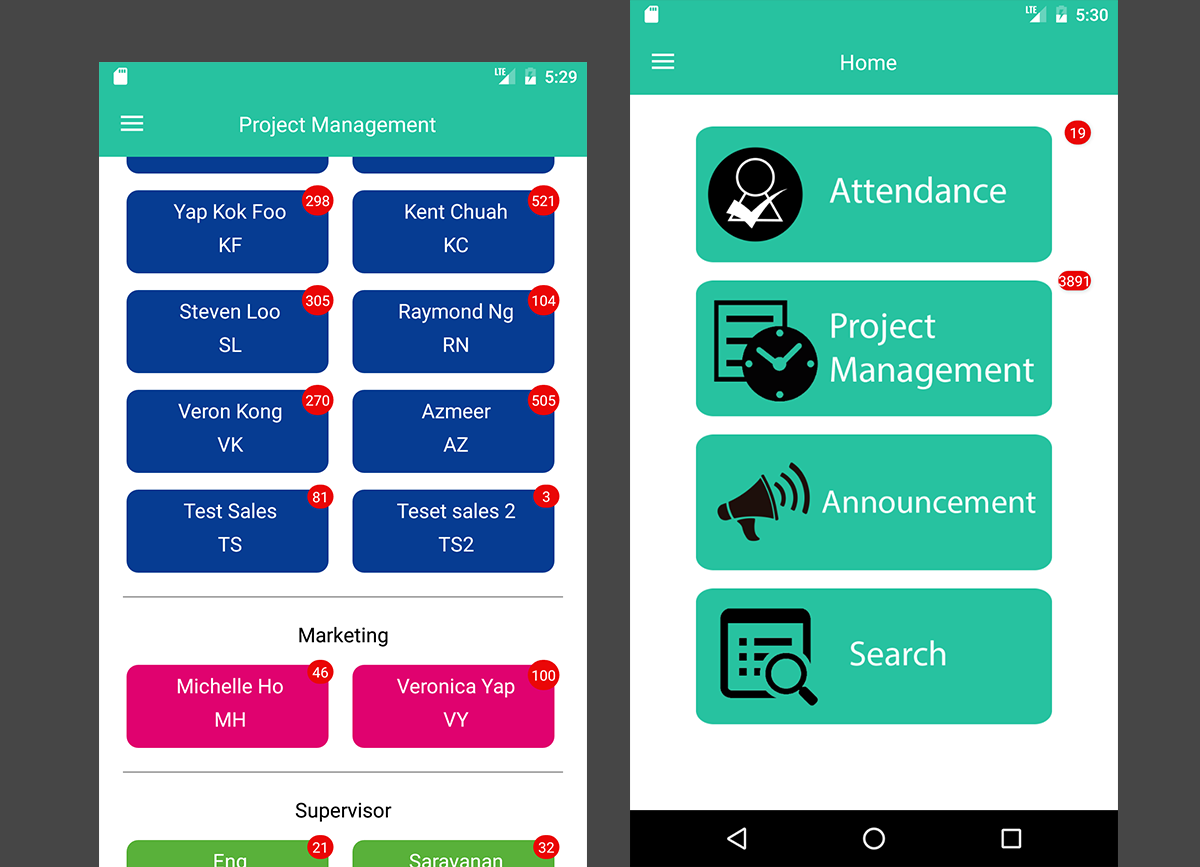 LTE 5:29
Project Management
298
521
Yap Kok Foo
KF
Kent Chuah
KC
305
104
Steven Loo
SL
Raymond Ng
RN
270
505
Veron Kong
VK
Azmeer
AZ
81
3
Test Sales
TS
Teset sales 2
TS2
Marketing
46
100
Michelle Ho
MH
Veronica Yap
VY
Supervisor
21
32
Eng
Saravanan
LTE 5:30
Home
19
Attendance
3891
Project
Management
Announcement
Search